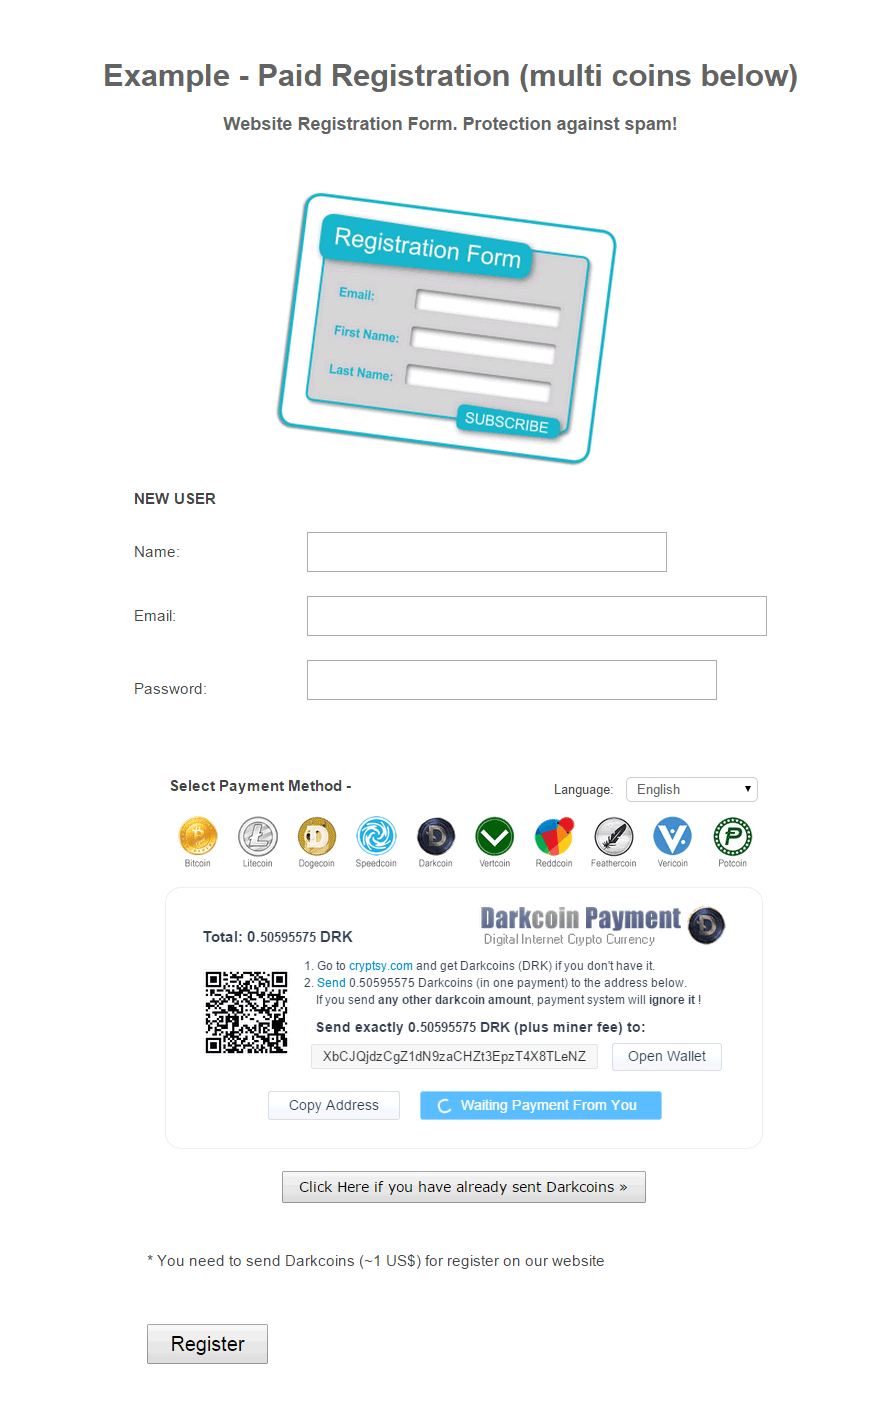 Example - Paid Registration (multi coins below)
Website Registration Form. Protection against spam!
Registration Form
Email:
First Name:
Last Name:
SUBSCRIBE
NEW USER
Name:
Email:
Password:
Select Payment Method -
Language: English
Bitcoin Litecoin Dogecoin Speedcoin Darkcoin Vertcoin Reddcoin Feathercoin Vericoin Potcoin
Darkcoin Payment
Digital Internet Crypto Currency
Total: 0.50595575 DRK
1. Go to cryptsy.com and get Darkcoins (DRK) if you don't have it.
2. Send 0.50595575 Darkcoins (in one payment) to the address below.
If you send any other darkcoin amount, payment system will ignore it !
Send exactly 0.50595575 DRK (plus miner fee) to:
XbCJQjdzCgZ1dN9zaCHZt3EpzT4X8TLeNZ
Open Wallet
Copy Address
Waiting Payment From You
Click Here if you have already sent Darkcoins »
* You need to send Darkcoins (~1 US$) for register on our website
Register